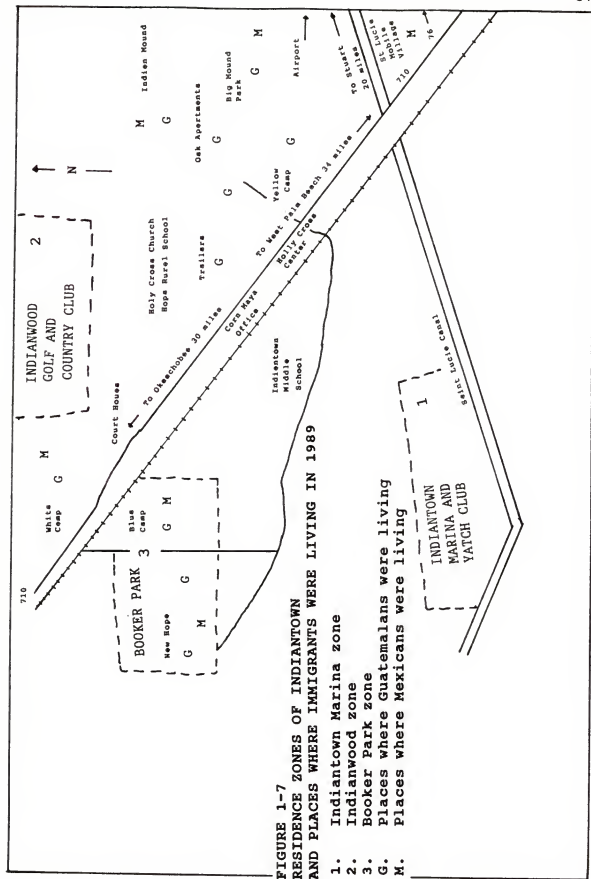 710
White
Camp
G
M
INDIANWOOD
GOLF AND
COUNTRY CLUB
2
N
Court House
To Okeechobee 30 miles
Holy Cross Church
Hope Rural School
M
Indien Mound
G
Oak Apartments
Trailers
G
G
Big Mound
Park
G
M
Yellow
Camp
G
Airport
To West Palm Beach 34 miles
Corn Maya
Office
Holly Cross
Center
To Stuart
20 miles
St Lucie
Mobile
Village
M
76
710
BOOKER PARK
3
Blue
Camp
G
M
New Hope
G
G
M
Indientown
Middle
School
Saint Lucie Canal
1
INDIANTOWN
MARINA AND
YATCH CLUB
FIGURE 1-7
RESIDENCE ZONES OF INDIANTOWN
AND PLACES WHERE IMMIGRANTS WERE LIVING IN 1989
1. Indiantown Marina zone
2. Indianwood zone
3. Booker Park zone
G. Places where Guatemalans were living
M. Places where Mexicans were living